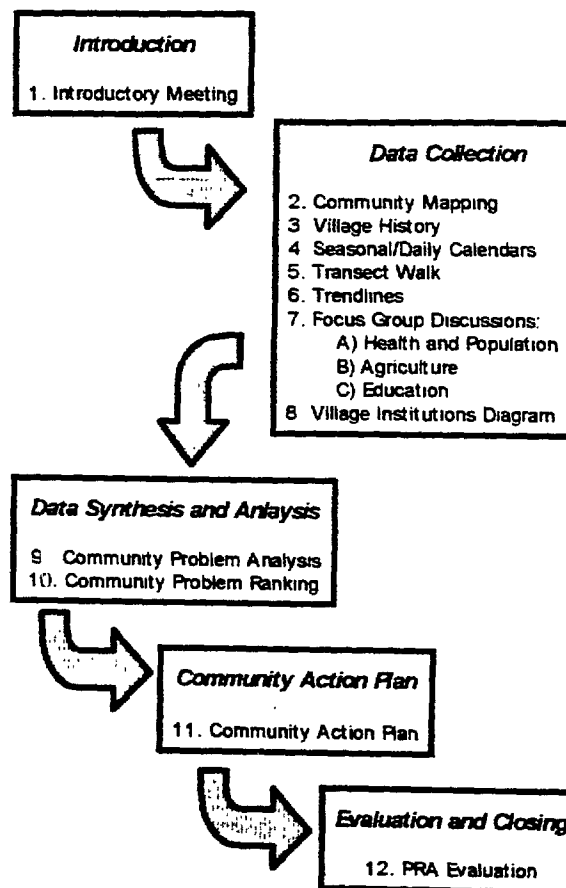 Introduction
1. Introductory Meeting
Data Collection
2. Community Mapping
3 Village History
4 Seasonal/Daily Calendars
5. Transect Walk
6. Trendlines
7. Focus Group Discussions:
A) Health and Population
B) Agriculture
C) Education
8 Village Institutions Diagram
Data Synthesis and Anlaysis
9 Community Problem Analysis
10. Community Problem Ranking
Community Action Plan
11. Community Action Plan
Evaluation and Closing
12. PRA Evaluation